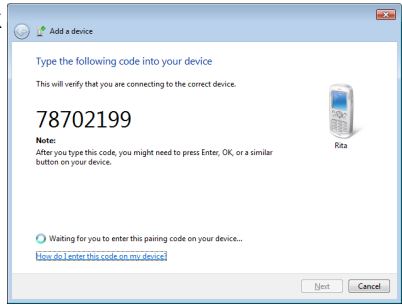 Add a device
Type the following code into your device
This will verify that you are connecting to the correct device.
78702199
Note:
After you type this code, you might need to press Enter, OK, or a similar
button on your device.
Rita
Waiting for you to enter this pairing code on your device...
How do I enter this code on my device?
Next Cancel